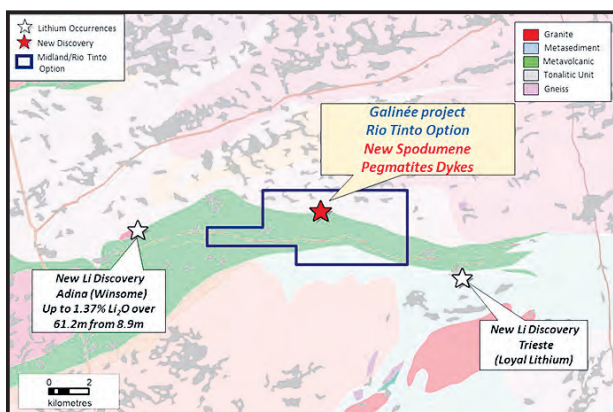 Lithium Occurrences
New Discovery
Midland/Rio Tinto
Option
Granite
Metasediment
Metavolcanic
Tonalitic Unit
Gneiss
Galinée project
Rio Tinto Option
New Spodumene
Pegmatites Dykes
New Li Discovery
Adina (Winsome)
Up to 1.37% Li₂O over
61.2m from 8.9m
New Li Discovery
Trieste
(Loyal Lithium)
0 2
kilometres